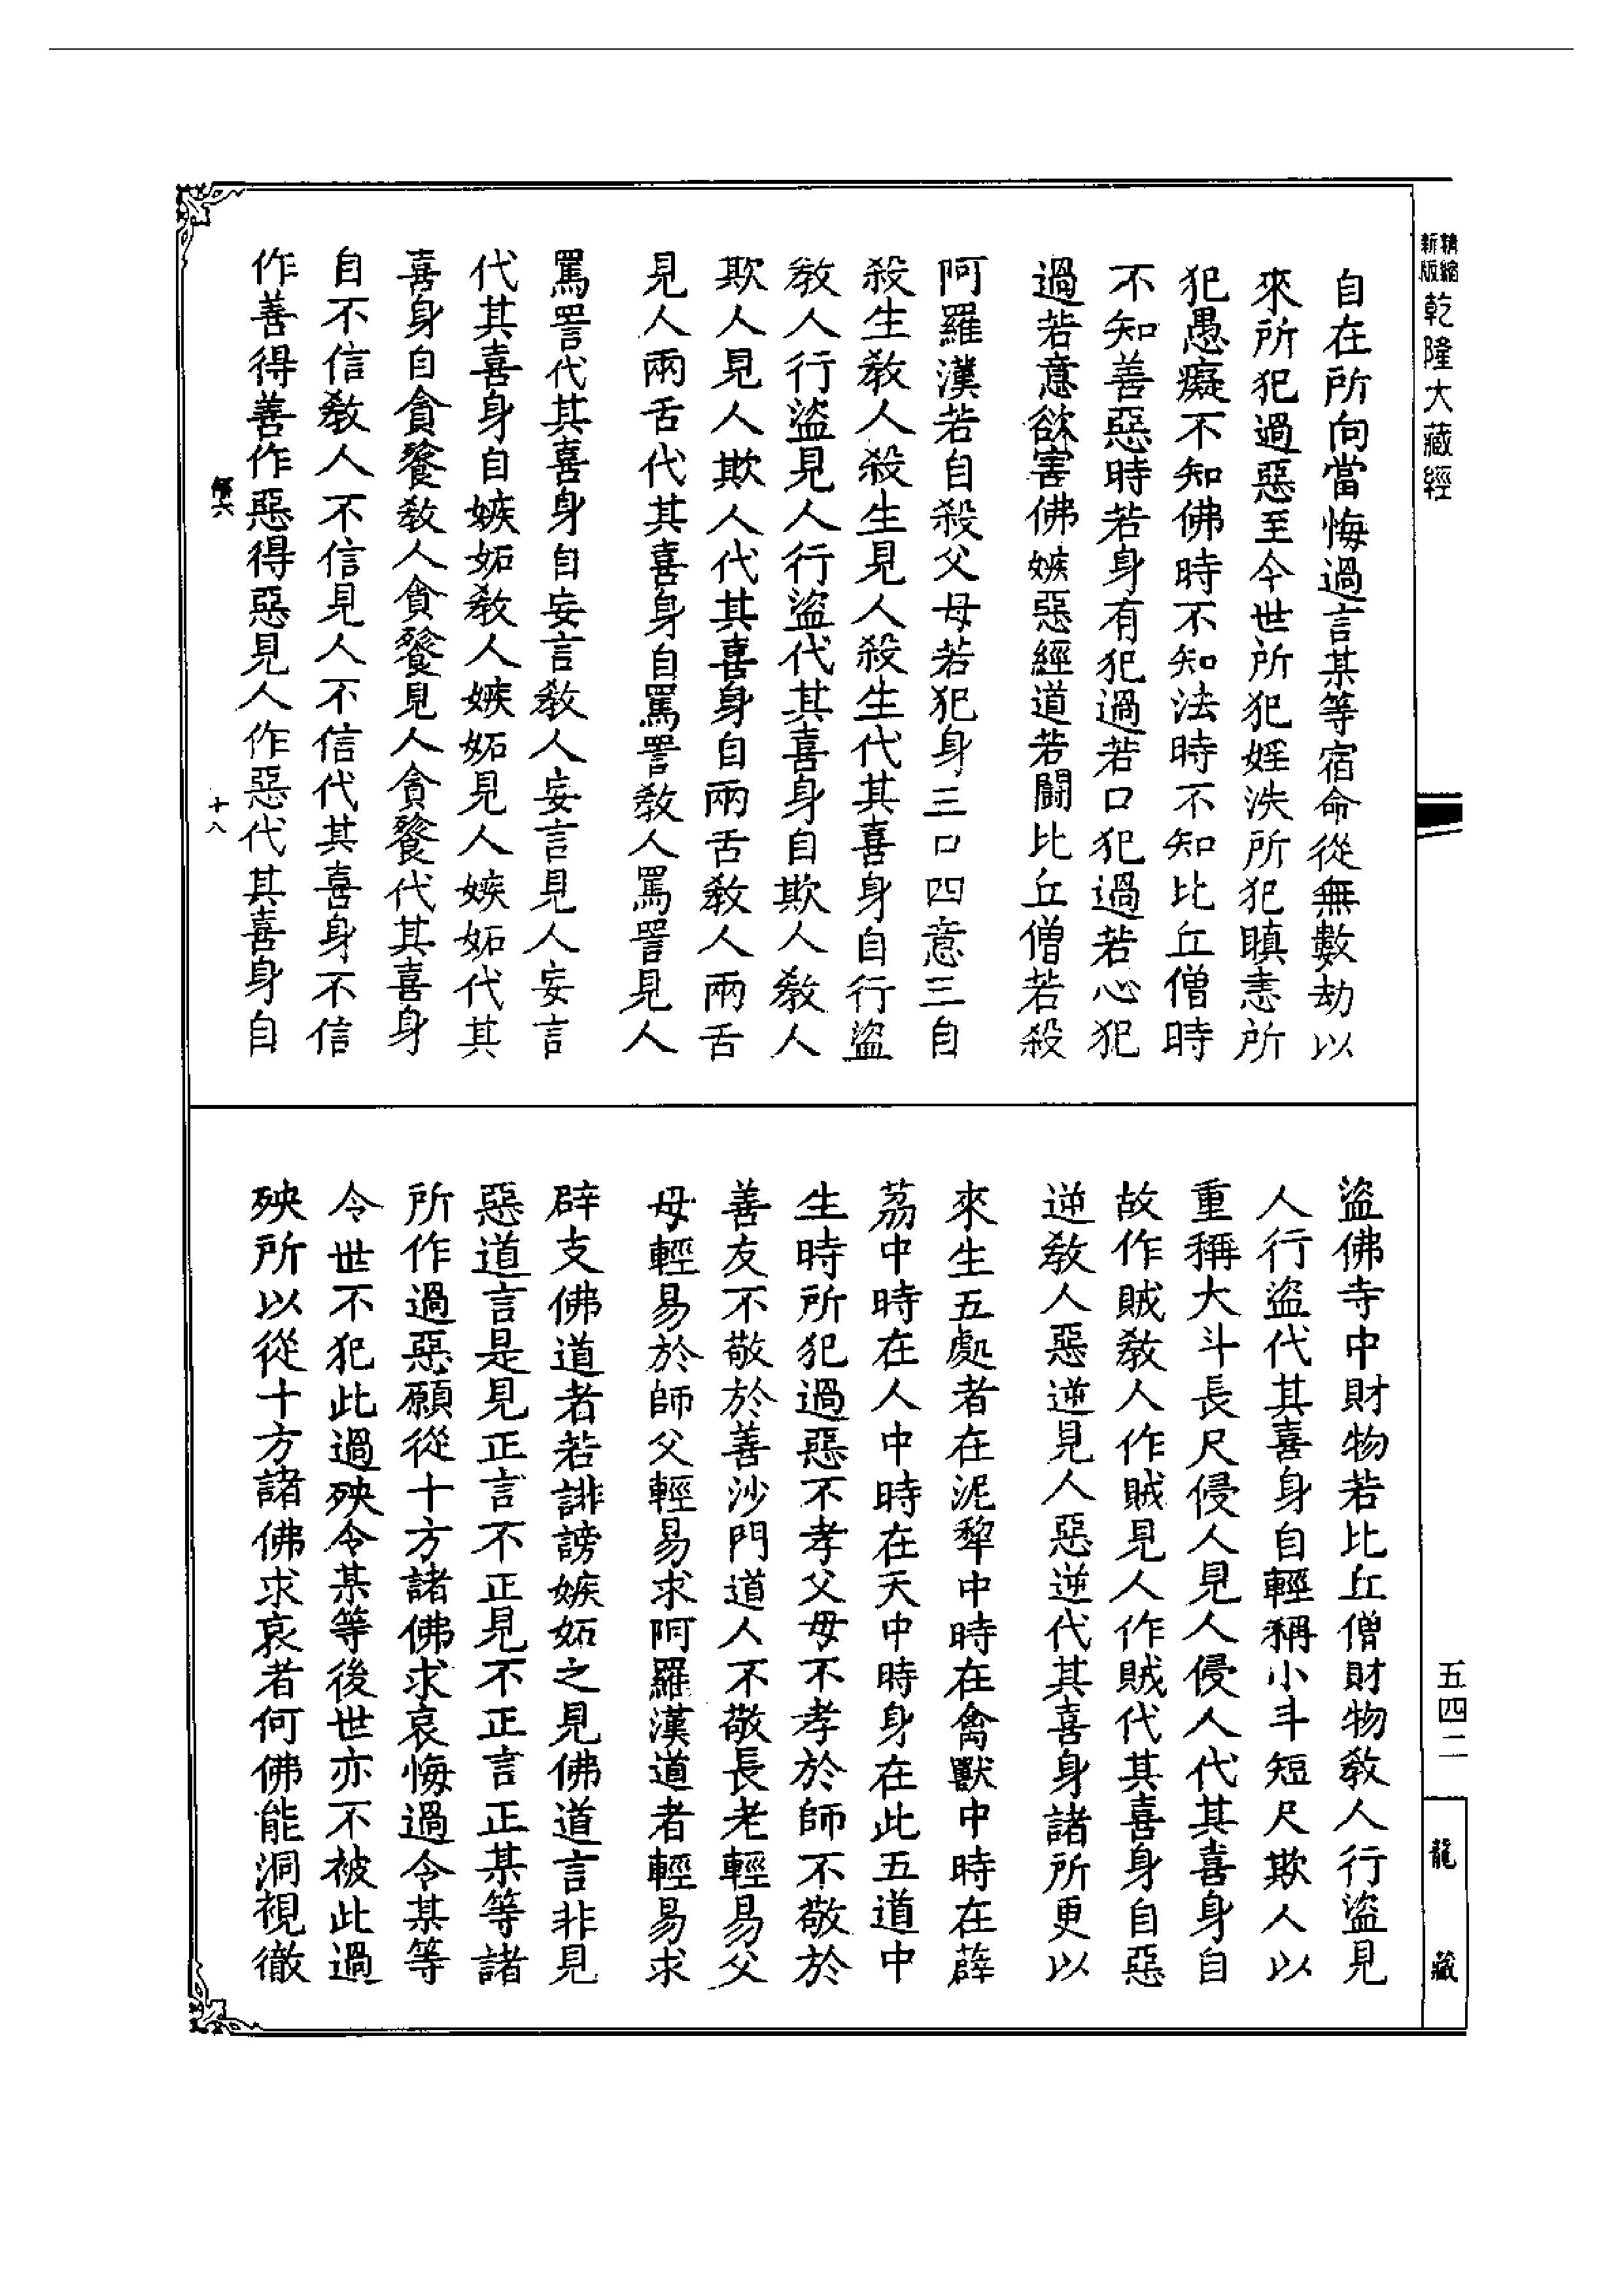 精縮新版乾隆大藏經
自在所向當悔過言某等宿命從無數劫以
來所犯過惡至今世所犯婬泆所犯瞋恚所
犯愚癡不知佛時不知法時不知比丘僧時
不知善惡時若身有犯過若口犯過若心犯
過若意欲害佛嫉惡經道若鬪比丘僧若殺
阿羅漢若自殺父母若犯身三口四意三自
殺生教人殺生見人殺生代其喜身自行盜
教人行盜見人行盜代其喜身自欺人教人
欺人見人欺人代其喜身自兩舌教人兩舌
見人兩舌代其喜身自罵詈教人罵詈見人
罵詈代其喜身自妄言教人妄言見人妄言
代其喜身自嫉妬教人嫉妬見人嫉妬代其
喜身自貪餮教人貪餮見人貪餮代其喜身
自不信教人不信見人不信代其喜身不信
作善得善作惡得惡見人作惡代其喜身自
十八
盜佛寺中財物若比丘僧財物教人行盜見
人行盜代其喜身自輕稱小斗短尺欺人以
重稱大斗長尺侵人見人侵人代其喜身自
故作賊教人作賊見人作賊代其喜身自惡
逆教人惡逆見人惡逆代其喜身諸所更以
來生五處者在泥犂中時在禽獸中時在薜
荔中時在人中時在天中時身在此五道中
生時所犯過惡不孝父母不孝於師不敬於
善友不敬於善沙門道人不敬長老輕易父
母輕易於師父輕易求阿羅漢道者輕易求
辟支佛道者若誹謗嫉妬之見佛道言非見
惡道言是見正言不正見不正言正某等諸
所作過惡願從十方諸佛求哀悔過令某等
令世不犯此過殃令某等後世亦不被此過
殃所以從十方諸佛求哀者何佛能洞視徹
五四二
龍藏